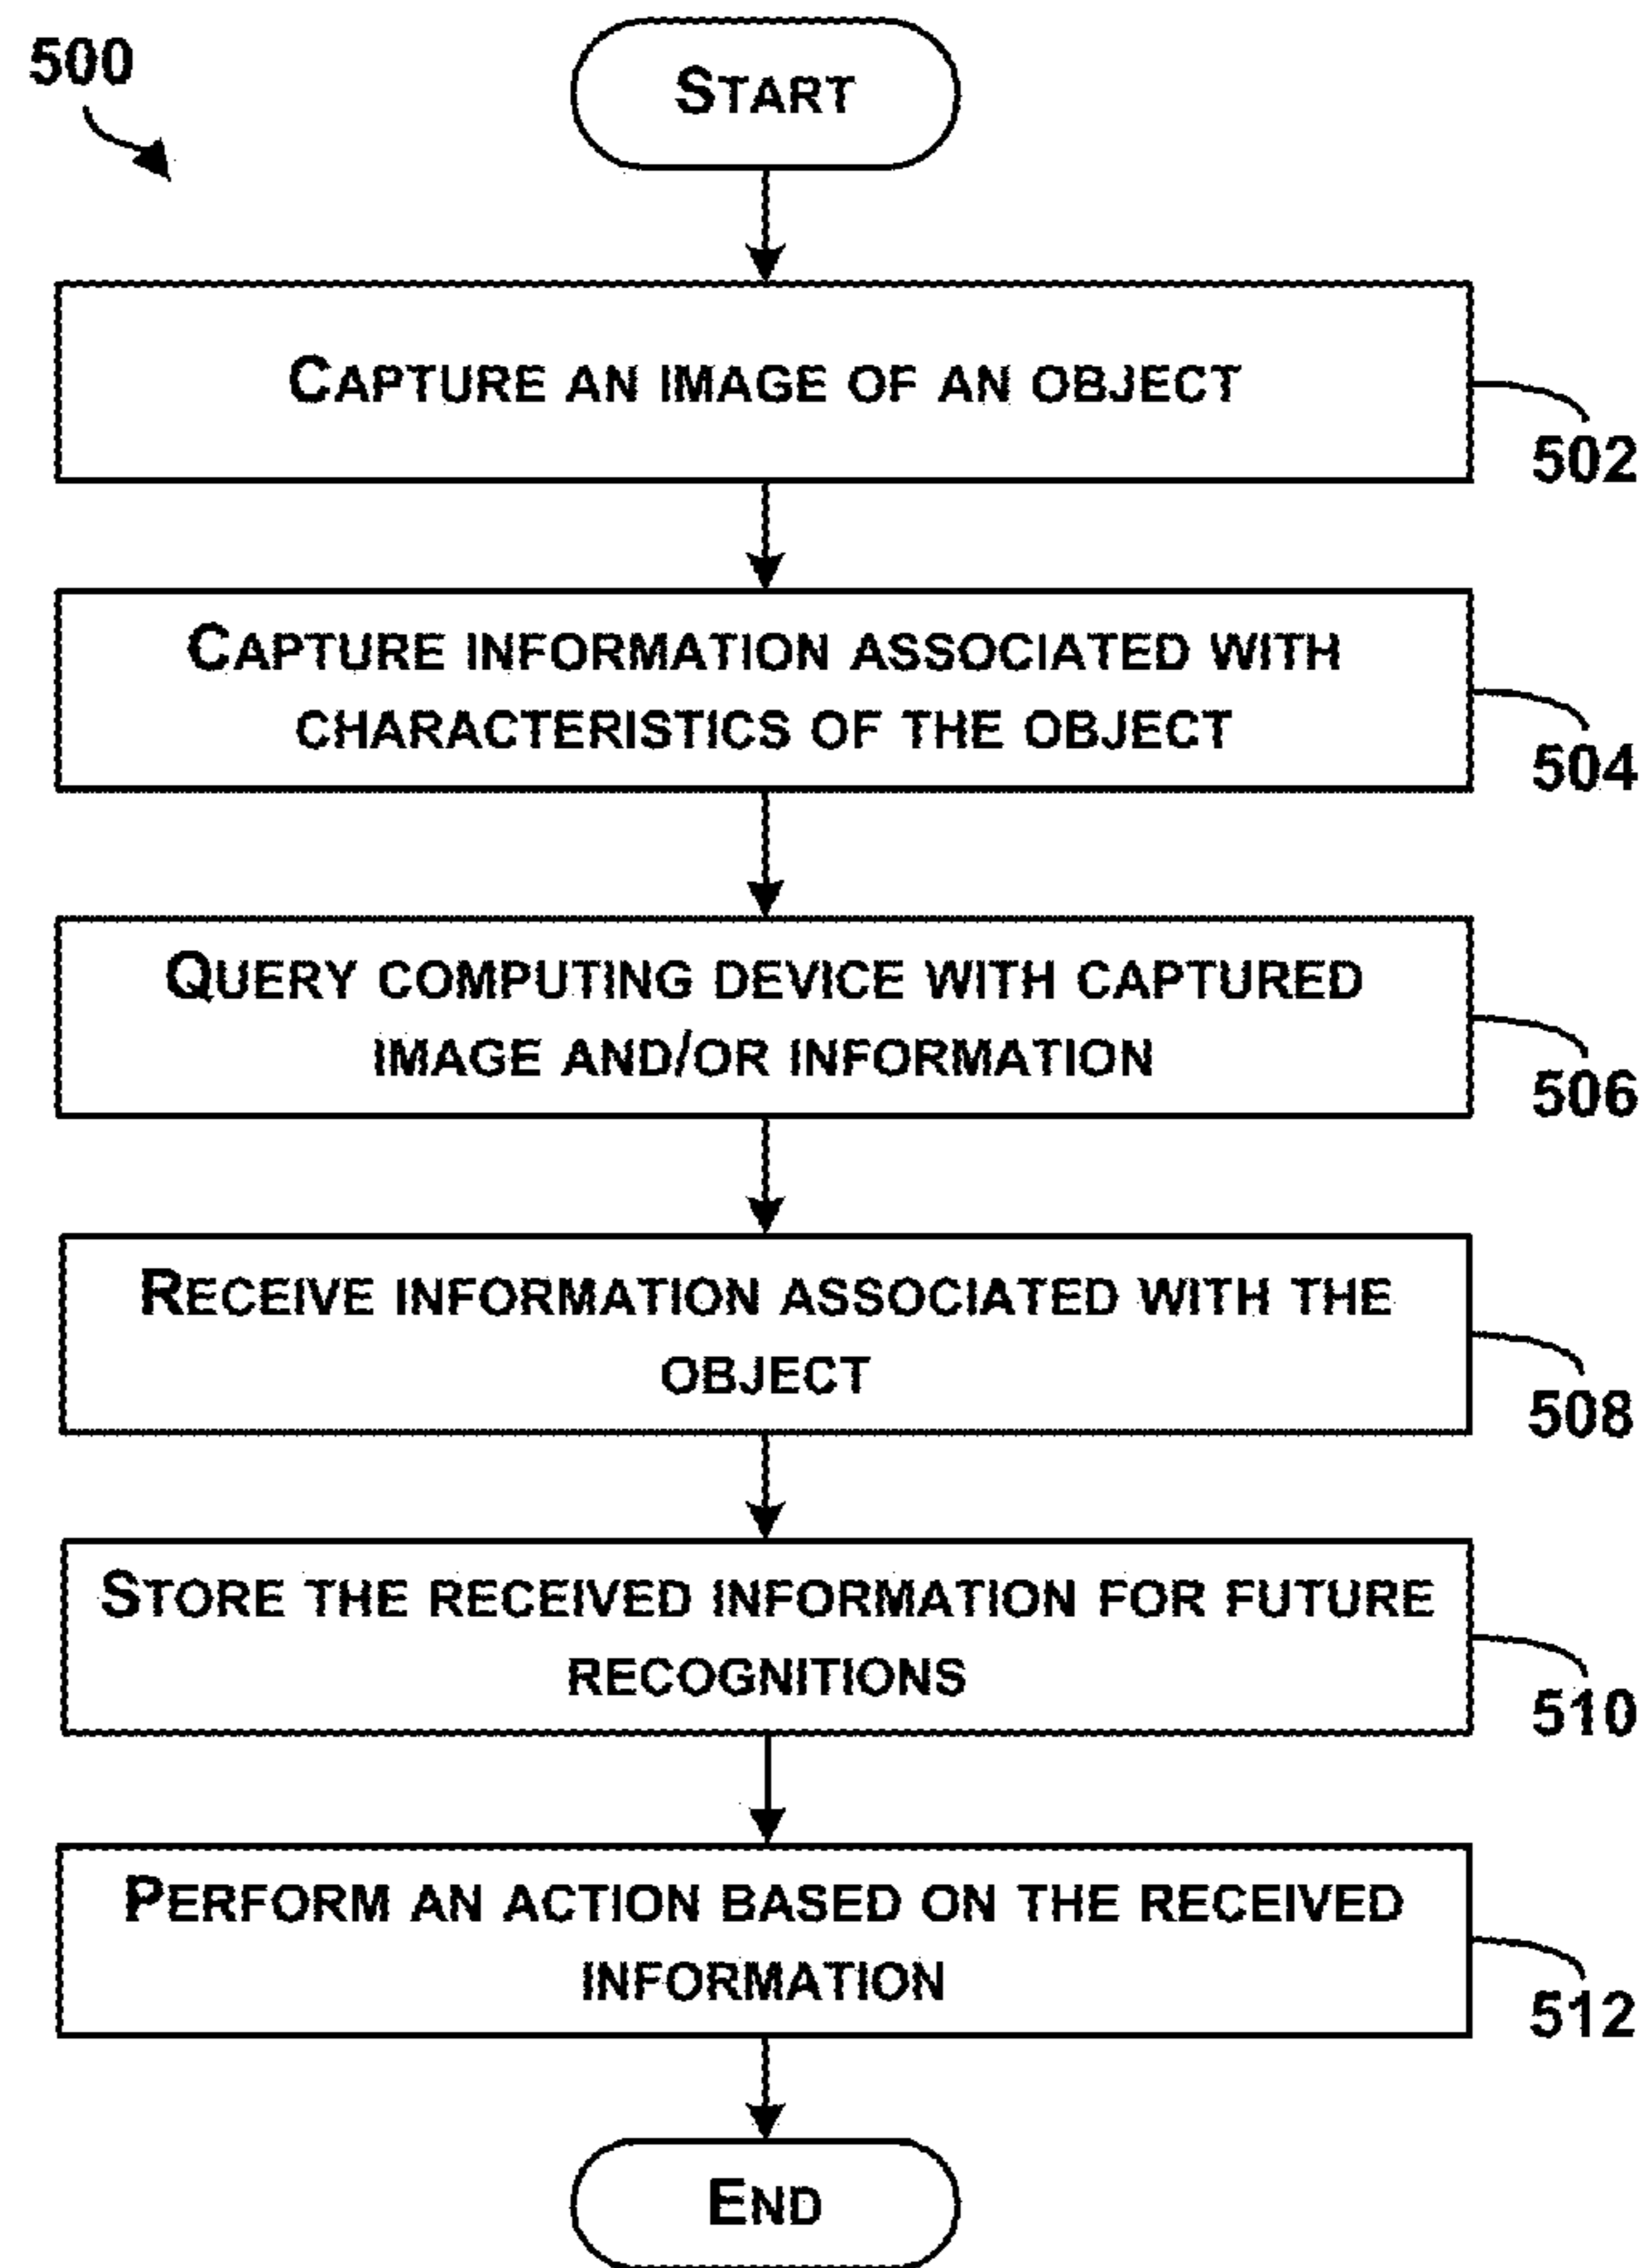 500
START
CAPTURE AN IMAGE OF AN OBJECT
502
CAPTURE INFORMATION ASSOCIATED WITH
CHARACTERISTICS OF THE OBJECT
504
QUERY COMPUTING DEVICE WITH CAPTURED
IMAGE AND/OR INFORMATION
506
RECEIVE INFORMATION ASSOCIATED WITH THE
OBJECT
508
STORE THE RECEIVED INFORMATION FOR FUTURE
RECOGNITIONS
510
PERFORM AN ACTION BASED ON THE RECEIVED
INFORMATION
512
END